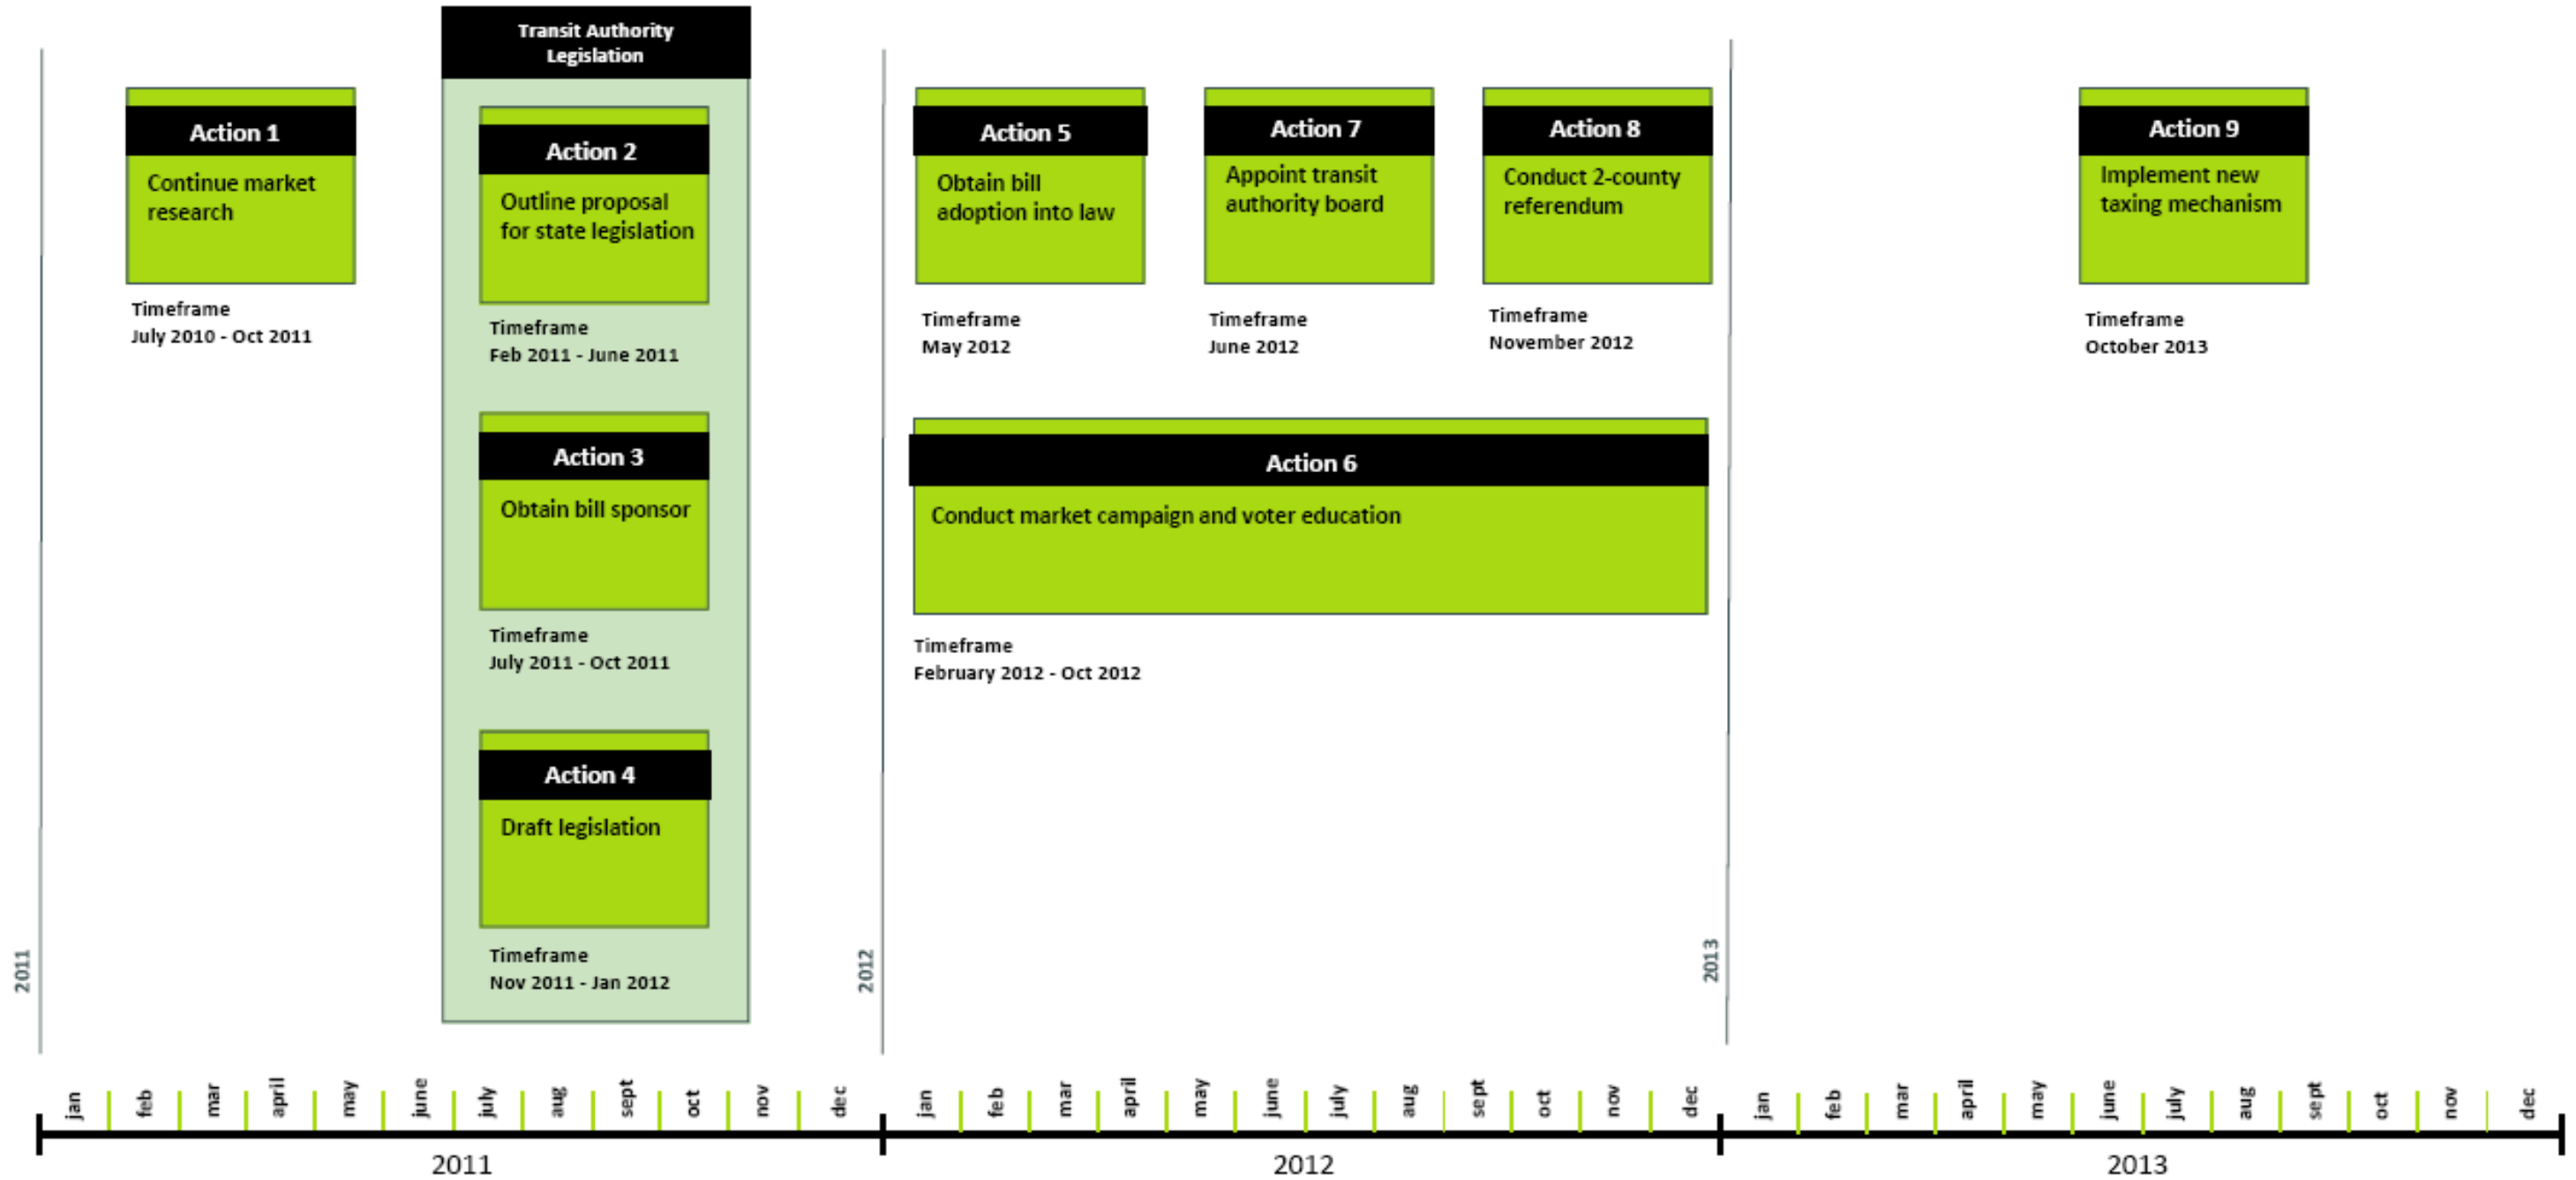 Transit Authority
Legislation
Action 1
Continue market
research
Timeframe
July 2010 - Oct 2011
Action 2
Outline proposal
for state legislation
Timeframe
Feb 2011 - June 2011
Action 3
Obtain bill sponsor
Timeframe
July 2011 - Oct 2011
Action 4
Draft legislation
Timeframe
Nov 2011 - Jan 2012
Action 5
Obtain bill
adoption into law
Timeframe
May 2012
Action 7
Appoint transit
authority board
Timeframe
June 2012
Action 8
Conduct 2-county
referendum
Timeframe
November 2012
Action 6
Conduct market campaign and voter education
Timeframe
February 2012 - Oct 2012
Action 9
Implement new
taxing mechanism
Timeframe
October 2013
2011
2012
2013
jan feb mar april may june july aug sept oct nov dec
jan feb mar april may june july aug sept oct nov dec
jan feb mar april may june july aug sept oct nov dec
2011
2012
2013